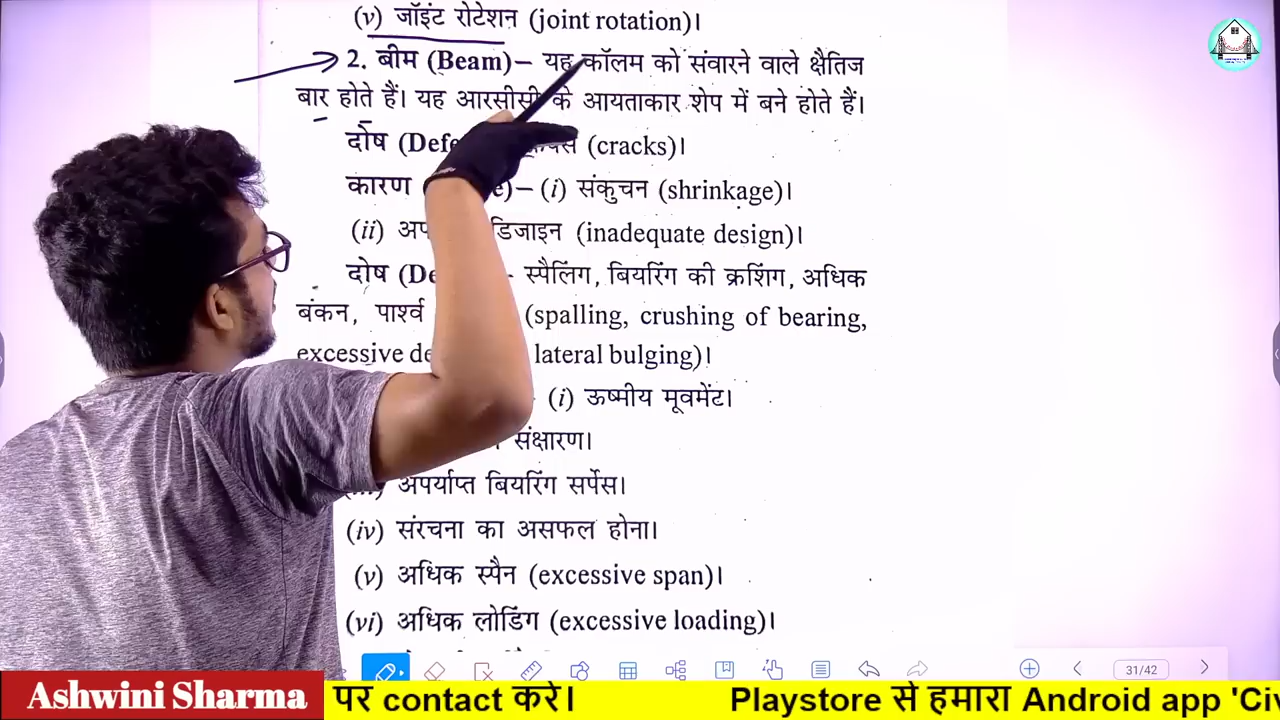 (v) जॉइंट रोटेशन (joint rotation)।
2. बीम (Beam)– यह कॉलम को संवारने वाले क्षैतिज
बार होते हैं। यह आरसीसी के आयताकार शेप में बने होते हैं।
दोष (Defe (cracks)।
कारण – (i) संकुचन (shrinkage)।
(ii) डिजाइन (inadequate design)।
दोष (De – स्पैलिंग, बियरिंग की क्रशिंग, अधिक
बंकन, पार्श्व (spalling, crushing of bearing,
excessive de lateral bulging)।
(i) ऊष्मीय मूवमेंट।
संक्षारण।
अपर्याप्त बियरिंग सर्पेस।
(iv) संरचना का असफल होना।
(v) अधिक स्पैन (excessive span)।
(vi) अधिक लोडिंग (excessive loading)।
31/42
Ashwini Sharma पर contact करे। Playstore से हमारा Android app 'Civ